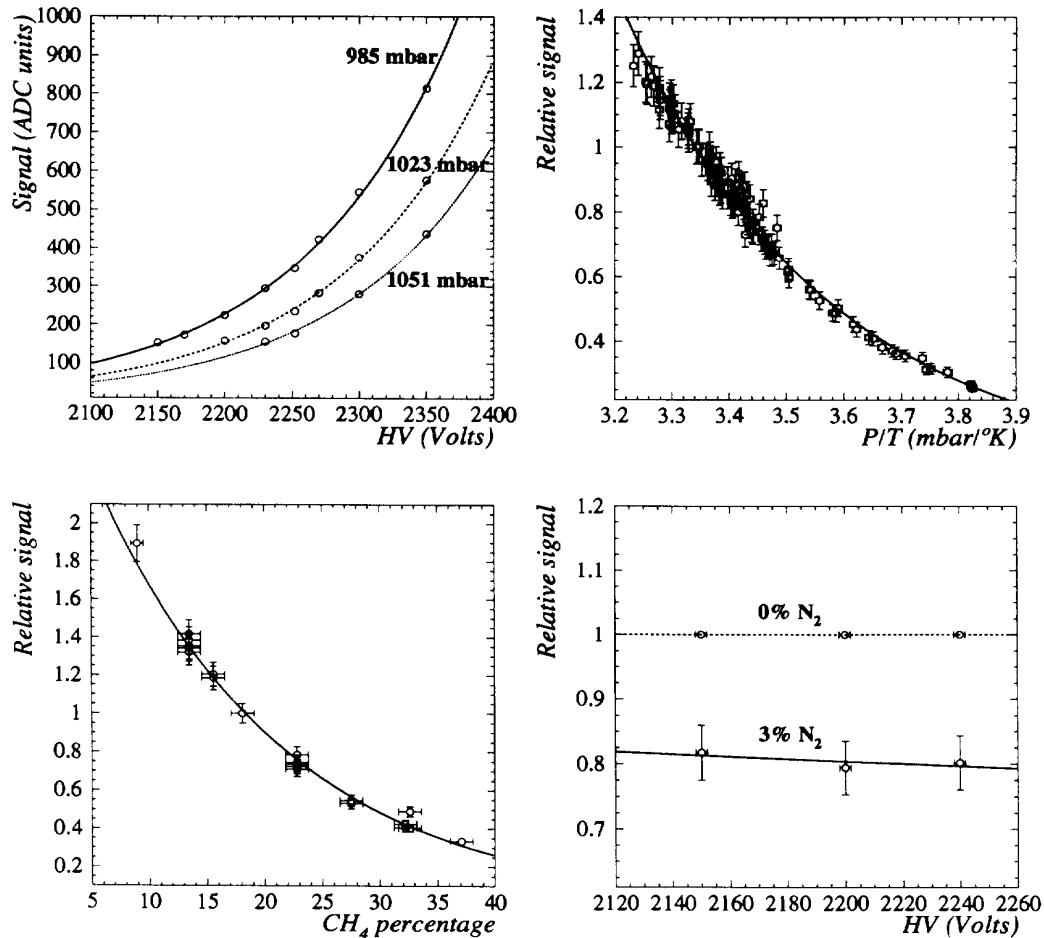 Signal (ADC units)
1000
900
800
700
600
500
400
300
200
100
985 mbar
1023 mbar
1051 mbar
2100 2150 2200 2250 2300 2350 2400
HV (Volts)
Relative signal
1.4
1.2
1
0.8
0.6
0.4
3.2 3.3 3.4 3.5 3.6 3.7 3.8 3.9
P/T (mbar/°K)
Relative signal
2
1.8
1.6
1.4
1.2
1
0.8
0.6
0.4
0.2
5 10 15 20 25 30 35 40
CH₄ percentage
Relative signal
1.2
1.1
1
0.9
0.8
0.7
0% N₂
3% N₂
2120 2140 2160 2180 2200 2220 2240 2260
HV (Volts)